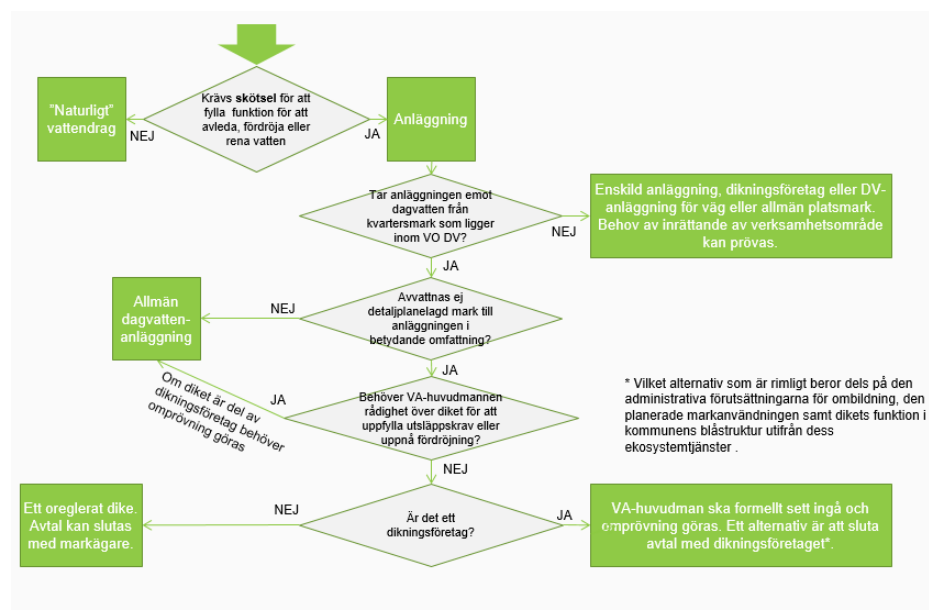 Krävs skötsel för att
fylla funktion för att
avleda, fördröja eller
rena vatten
"Naturligt"
vattendrag
NEJ
JA
Anläggning
Tar anläggningen emot
dagvatten från
kvartersmark som ligger
inom VO DV?
NEJ
Enskild anläggning, dikningsföretag eller DV-
anläggning för väg eller allmän platsmark.
Behov av inrättande av verksamhetsområde
kan prövas.
JA
Avvattnas ej
detaljplanelagd mark till
anläggningen i
betydande omfattning?
NEJ
Allmän
dagvatten-
anläggning
JA
Behöver VA-huvudmannen
rådighet över diket för att
uppfylla utsläppskrav eller
uppnå fördröjning?
JA
Om diket är del av
dikningsföretag behöver
omprövning göras
* Vilket alternativ som är rimligt beror dels på den
administrativa förutsättningarna för ombildning, den
planerade markanvändningen samt dikets funktion i
kommunens blåstruktur utifrån dess
ekosystemtjänster .
NEJ
Är det ett
dikningsföretag?
NEJ
Ett oreglerat dike.
Avtal kan slutas
med markägare.
JA
VA-huvudman ska formellt sett ingå och
omprövning göras. Ett alternativ är att sluta
avtal med dikningsföretaget*.